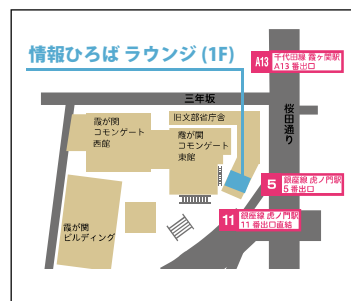 情報ひろば ラウンジ (1F)
A13
千代田線 霞ヶ関駅
A13 番出口
三年坂
桜田通り
旧文部省庁舎
霞が関
コモンゲート
西館
霞が関
コモンゲート
東館
5
銀座線 虎ノ門駅
5 番出口
11
銀座線 虎ノ門駅
11 番出口直結
霞が関
ビルディング